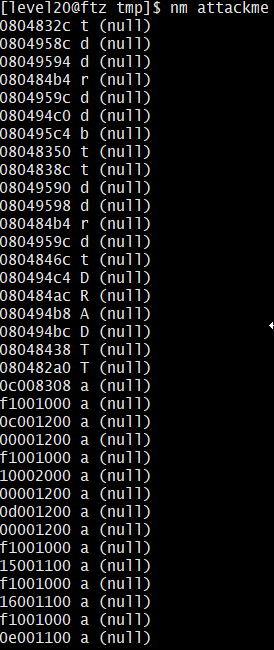 [level20@ftz tmp]$ nm attackme
0804832c t (null)
0804958c d (null)
08049594 d (null)
080484b4 r (null)
0804959c d (null)
080494c0 d (null)
080495c4 b (null)
08048350 t (null)
0804838c t (null)
08049590 d (null)
08049598 d (null)
080484b4 r (null)
0804959c d (null)
0804846c t (null)
080494c4 D (null)
080484ac R (null)
080494b8 A (null)
080494bc D (null)
08048438 T (null)
080482a0 T (null)
0c008308 a (null)
f1001000 a (null)
0c001200 a (null)
00001200 a (null)
f1001000 a (null)
10002000 a (null)
00001200 a (null)
0d001200 a (null)
00001200 a (null)
f1001000 a (null)
15001100 a (null)
f1001000 a (null)
16001100 a (null)
f1001000 a (null)
0e001100 a (null)